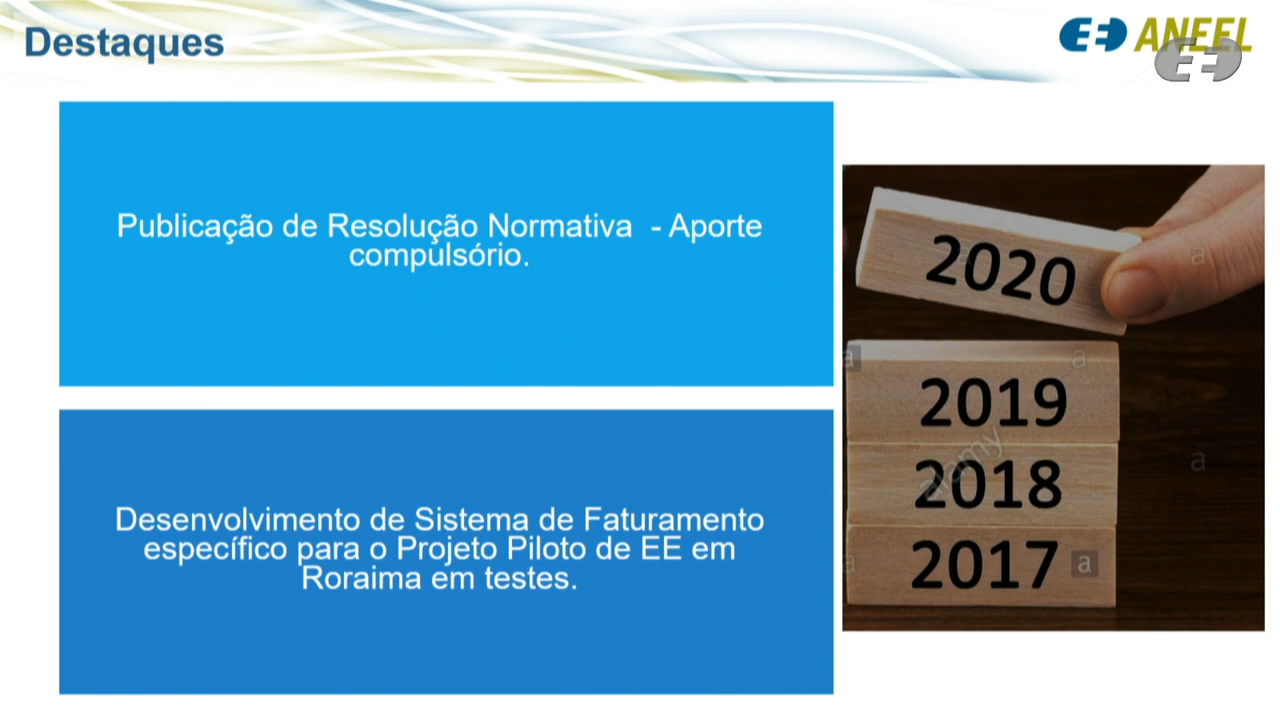 Destaques
ANEEL
Publicação de Resolução Normativa - Aporte
compulsório.
Desenvolvimento de Sistema de Faturamento
específico para o Projeto Piloto de EE em
Roraima em testes.
2020
a
a
a
2019
alamy
a
2018
a
2017
a